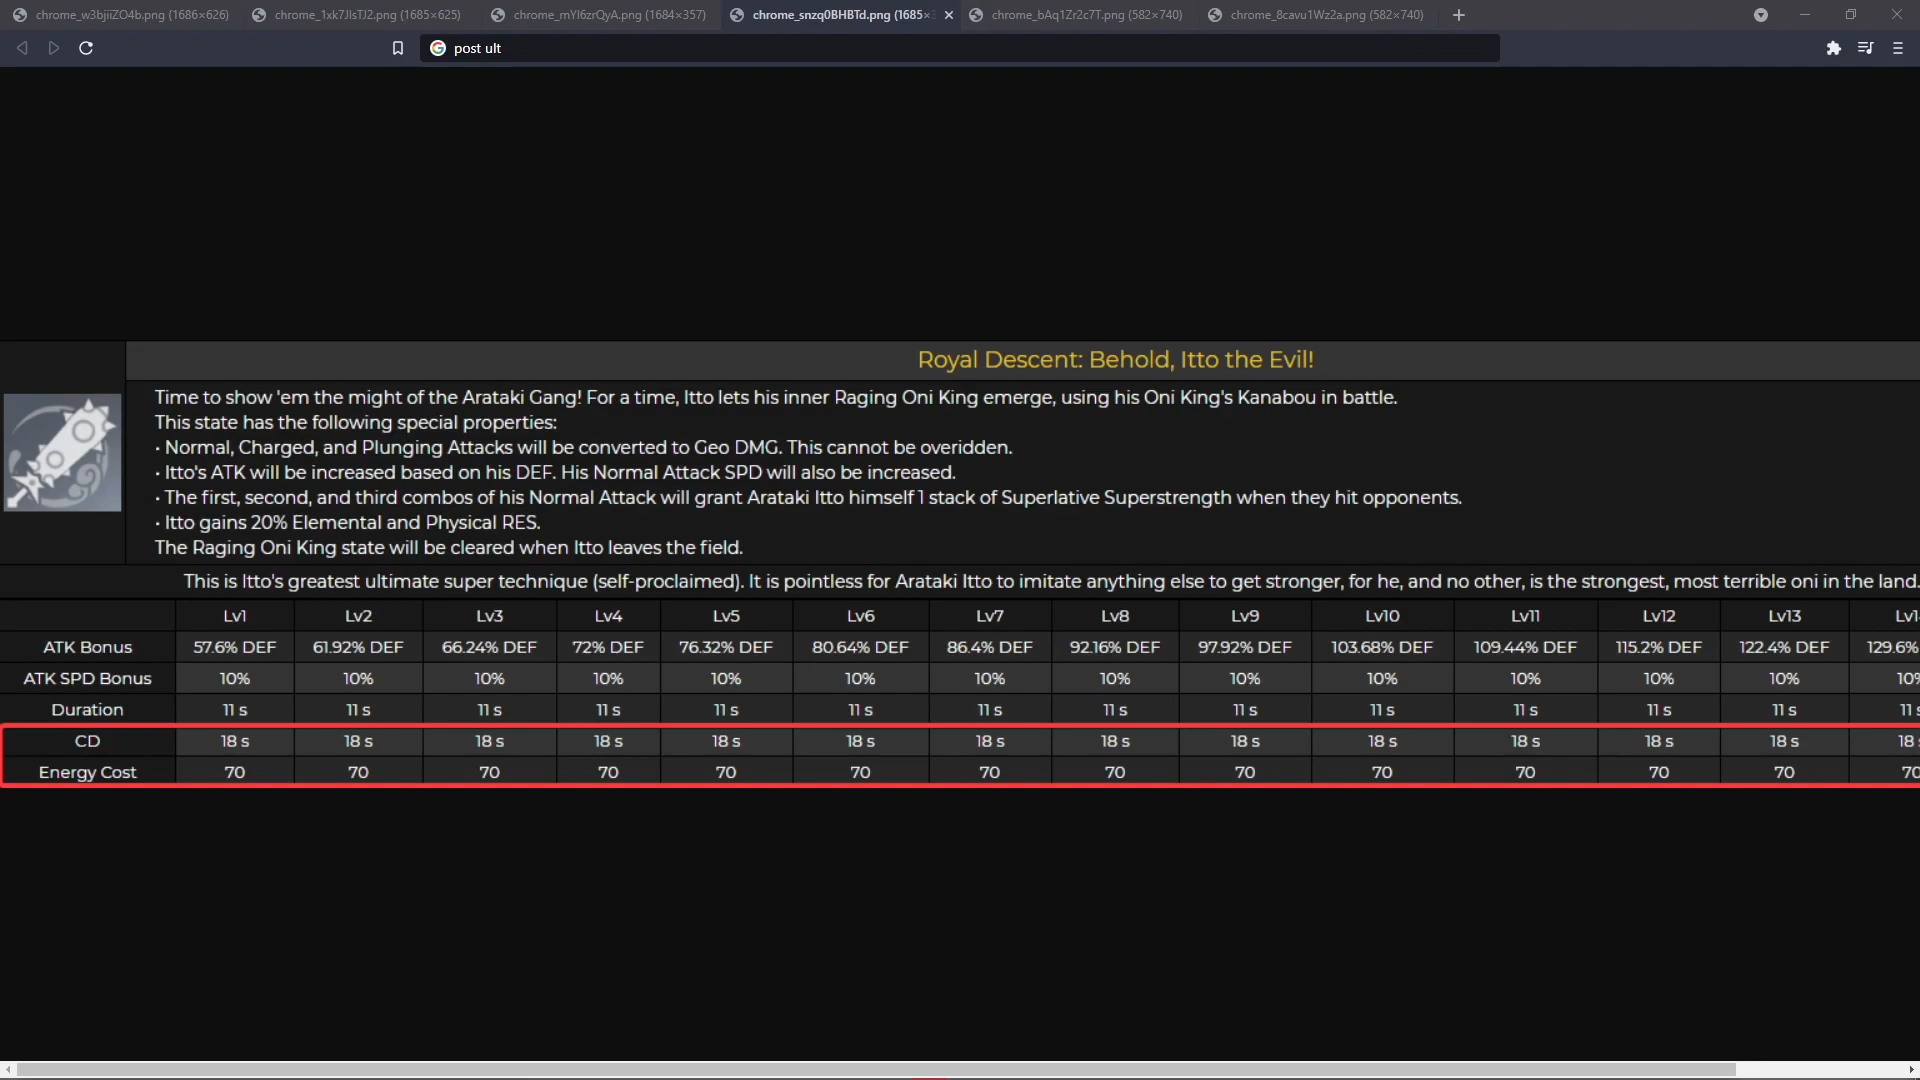 chrome_w3bjiiZO4b.png (1686×626) chrome_1xk7JIsTJ2.png (1685×625) chrome_mYl6zrQyA.png (1684×357) chrome_snzq0BHBTd.png (1685× chrome_bAq1Zr2c7T.png (582×740) chrome_8cavu1Wz2a.png (582×740)
post ult
Royal Descent: Behold, Itto the Evil!
Time to show 'em the might of the Arataki Gang! For a time, Itto lets his inner Raging Oni King emerge, using his Oni King's Kanabou in battle.
This state has the following special properties:
• Normal, Charged, and Plunging Attacks will be converted to Geo DMG. This cannot be overidden.
• Itto's ATK will be increased based on his DEF. His Normal Attack SPD will also be increased.
• The first, second, and third combos of his Normal Attack will grant Arataki Itto himself 1 stack of Superlative Superstrength when they hit opponents.
• Itto gains 20% Elemental and Physical RES.
The Raging Oni King state will be cleared when Itto leaves the field.
This is Itto's greatest ultimate super technique (self-proclaimed). It is pointless for Arataki Itto to imitate anything else to get stronger, for he, and no other, is the strongest, most terrible oni in the land.
Lv1 Lv2 Lv3 Lv4 Lv5 Lv6 Lv7 Lv8 Lv9 Lv10 Lv11 Lv12 Lv13 Lv1
ATK Bonus 57.6% DEF 61.92% DEF 66.24% DEF 72% DEF 76.32% DEF 80.64% DEF 86.4% DEF 92.16% DEF 97.92% DEF 103.68% DEF 109.44% DEF 115.2% DEF 122.4% DEF 129.6%
ATK SPD Bonus 10% 10% 10% 10% 10% 10% 10% 10% 10% 10% 10% 10% 10% 10%
Duration 11 s 11 s 11 s 11 s 11 s 11 s 11 s 11 s 11 s 11 s 11 s 11 s 11 s 11 s
CD 18 s 18 s 18 s 18 s 18 s 18 s 18 s 18 s 18 s 18 s 18 s 18 s 18 s 18
Energy Cost 70 70 70 70 70 70 70 70 70 70 70 70 70 70